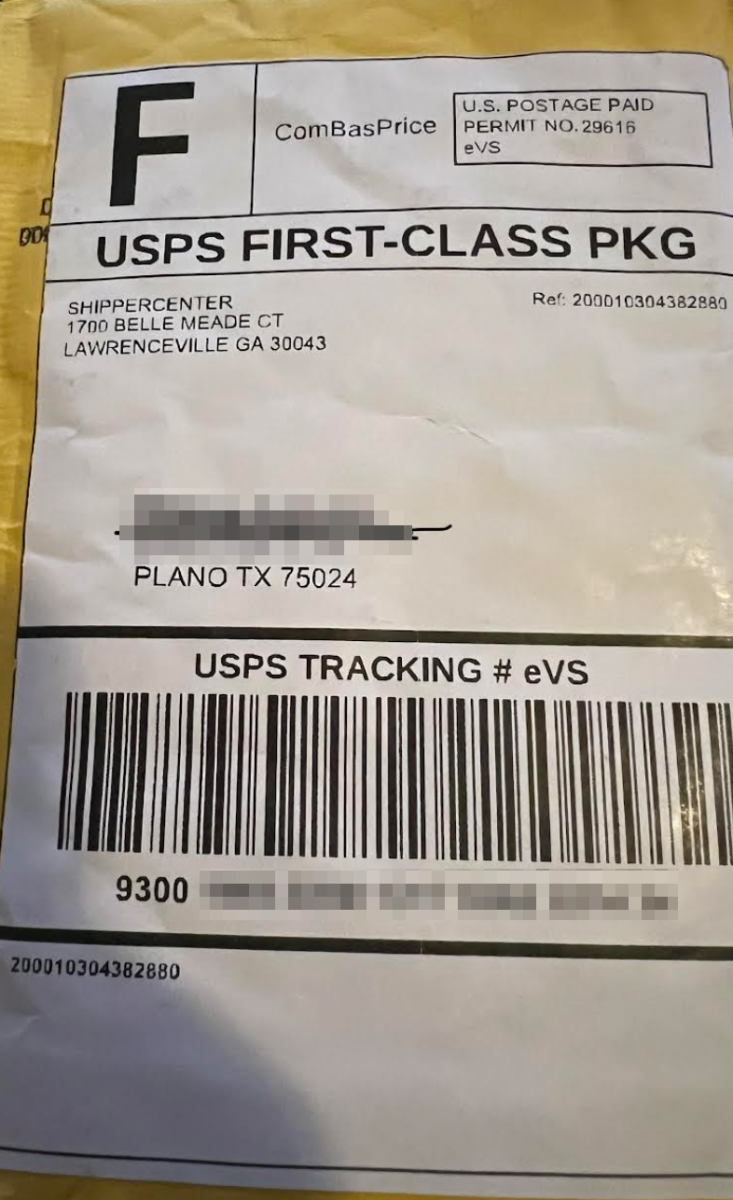 F
ComBasPrice
U.S. POSTAGE PAID
PERMIT NO. 29616
eVS
USPS FIRST-CLASS PKG
SHIPPERCENTER
1700 BELLE MEADE CT
LAWRENCEVILLE GA 30043
Ref: 200010304382880
PLANO TX 75024
USPS TRACKING # eVS
9300
200010304382880